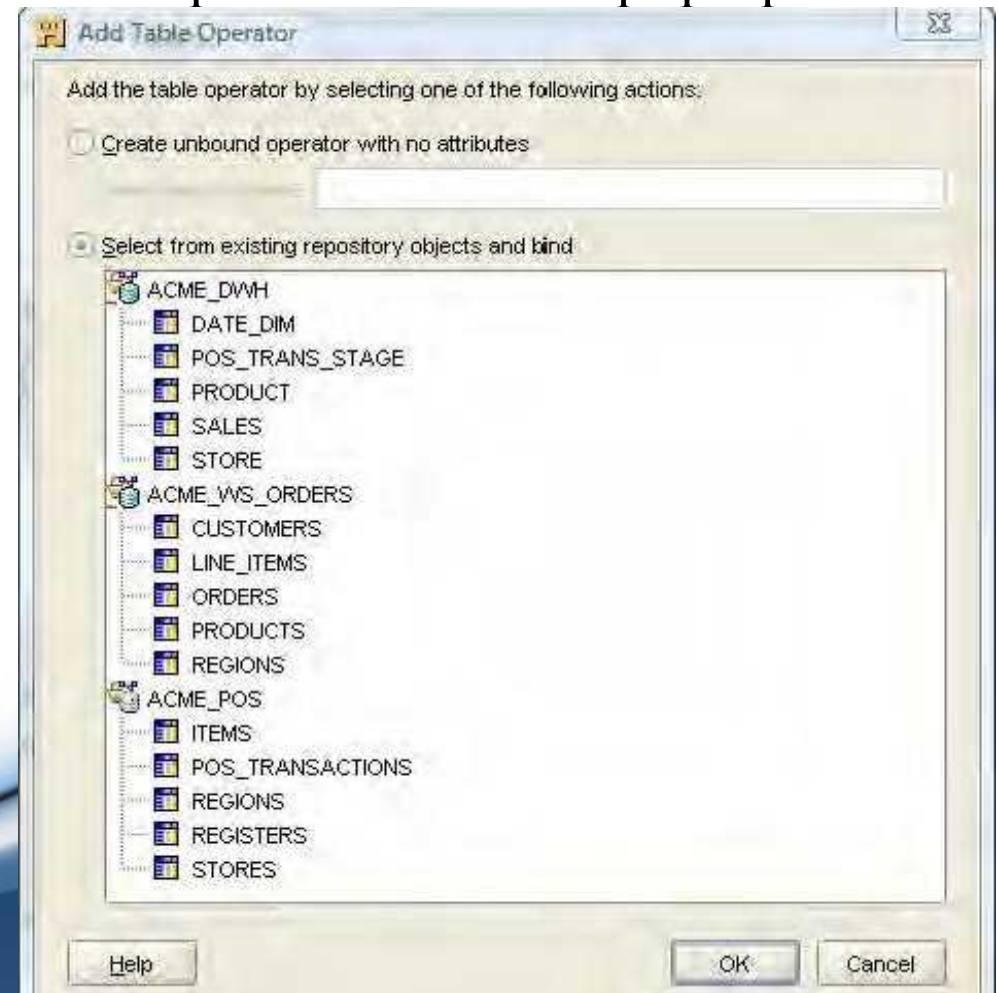 Add Table Operator
Add the table operator by selecting one of the following actions:
Create unbound operator with no attributes
Select from existing repository objects and bind
ACME_DWH
DATE_DIM
POS_TRANS_STAGE
PRODUCT
SALES
STORE
ACME_WS_ORDERS
CUSTOMERS
LINE_ITEMS
ORDERS
PRODUCTS
REGIONS
ACME_POS
ITEMS
POS_TRANSACTIONS
REGIONS
REGISTERS
STORES
Help OK Cancel